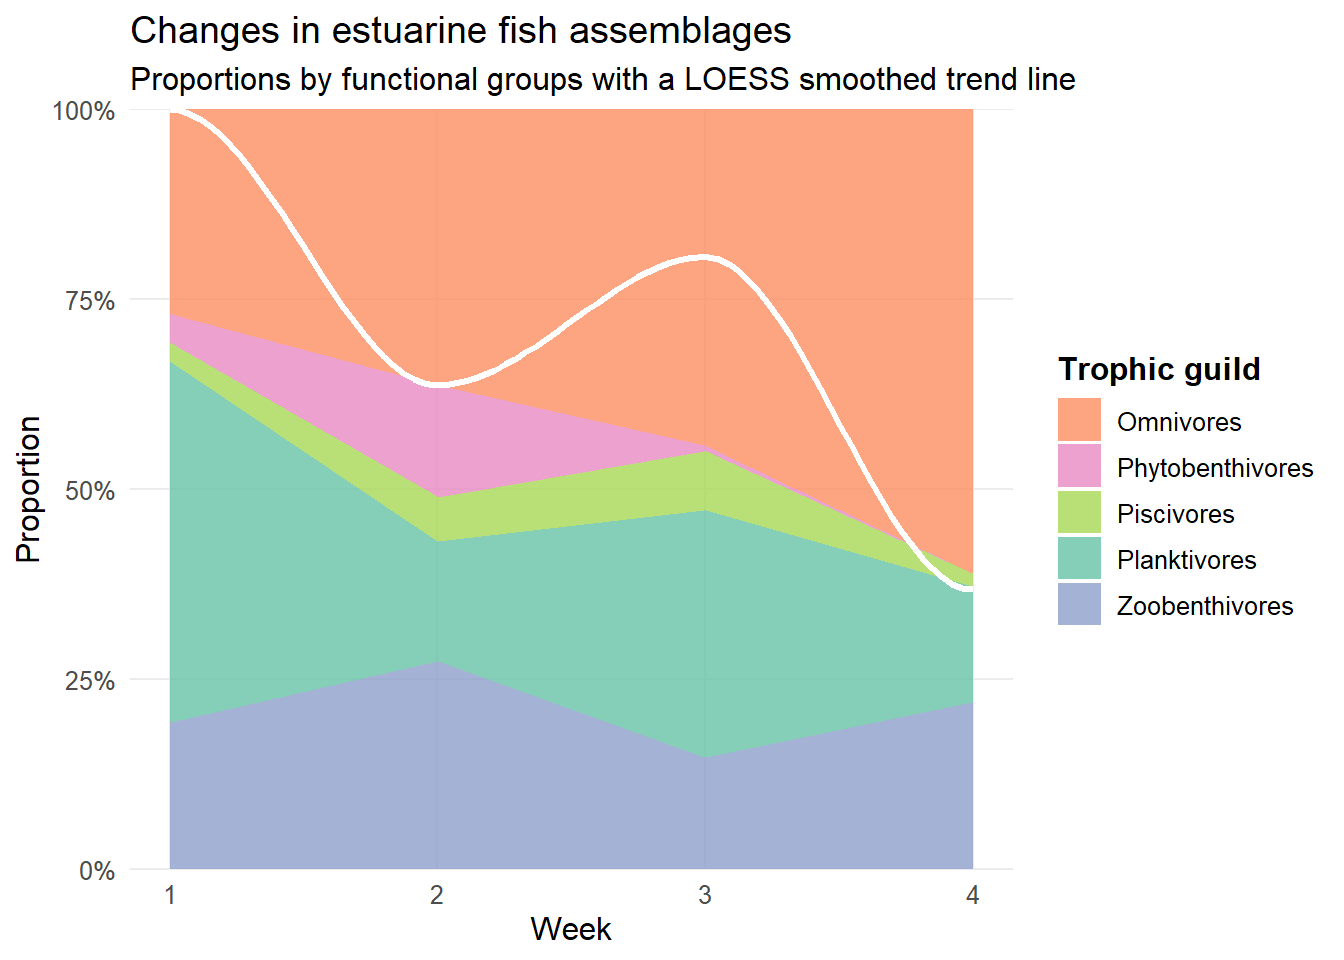 Changes in estuarine fish assemblages
Proportions by functional groups with a LOESS smoothed trend line
100%
75%
50%
25%
0%
Proportion
1 2 3 4
Week
Trophic guild
Omnivores
Phytobenthivores
Piscivores
Planktivores
Zoobenthivores